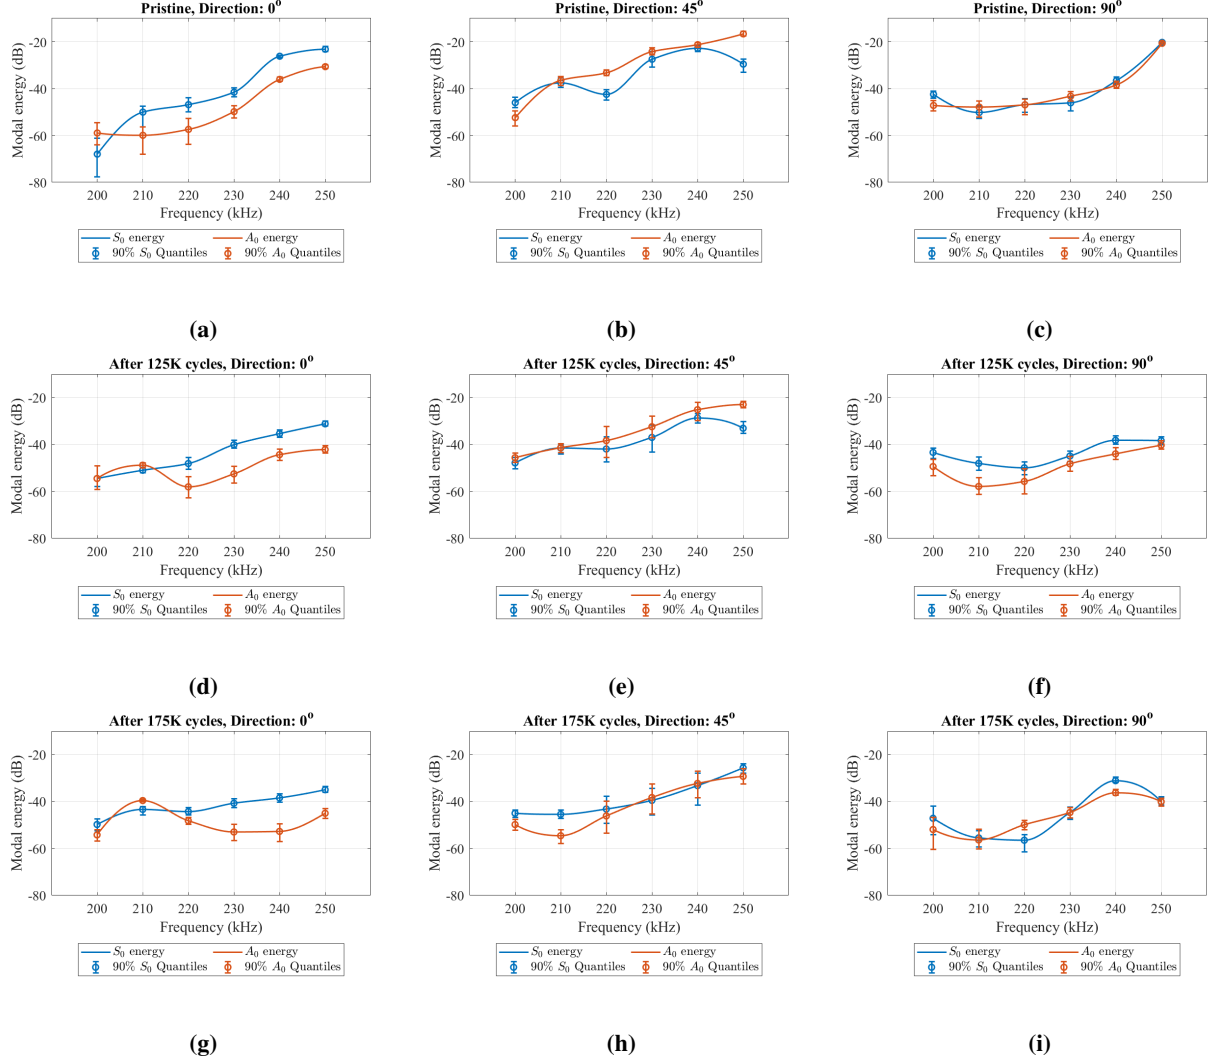 Pristine, Direction: 0°
Modal energy (dB)
-20
-40
-60
-80
200 210 220 230 240 250
Frequency (kHz)
S₀ energy A₀ energy
90% S₀ Quantiles 90% A₀ Quantiles
(a)
Pristine, Direction: 45°
Modal energy (dB)
-20
-40
-60
-80
200 210 220 230 240 250
Frequency (kHz)
S₀ energy A₀ energy
90% S₀ Quantiles 90% A₀ Quantiles
(b)
Pristine, Direction: 90°
Modal energy (dB)
-20
-40
-60
-80
200 210 220 230 240 250
Frequency (kHz)
S₀ energy A₀ energy
90% S₀ Quantiles 90% A₀ Quantiles
(c)
After 125K cycles, Direction: 0°
Modal energy (dB)
-20
-40
-60
-80
200 210 220 230 240 250
Frequency (kHz)
S₀ energy A₀ energy
90% S₀ Quantiles 90% A₀ Quantiles
(d)
After 125K cycles, Direction: 45°
Modal energy (dB)
-20
-40
-60
-80
200 210 220 230 240 250
Frequency (kHz)
S₀ energy A₀ energy
90% S₀ Quantiles 90% A₀ Quantiles
(e)
After 125K cycles, Direction: 90°
Modal energy (dB)
-20
-40
-60
-80
200 210 220 230 240 250
Frequency (kHz)
S₀ energy A₀ energy
90% S₀ Quantiles 90% A₀ Quantiles
(f)
After 175K cycles, Direction: 0°
Modal energy (dB)
-20
-40
-60
-80
200 210 220 230 240 250
Frequency (kHz)
S₀ energy A₀ energy
90% S₀ Quantiles 90% A₀ Quantiles
(g)
After 175K cycles, Direction: 45°
Modal energy (dB)
-20
-40
-60
-80
200 210 220 230 240 250
Frequency (kHz)
S₀ energy A₀ energy
90% S₀ Quantiles 90% A₀ Quantiles
(h)
After 175K cycles, Direction: 90°
Modal energy (dB)
-20
-40
-60
-80
200 210 220 230 240 250
Frequency (kHz)
S₀ energy A₀ energy
90% S₀ Quantiles 90% A₀ Quantiles
(i)